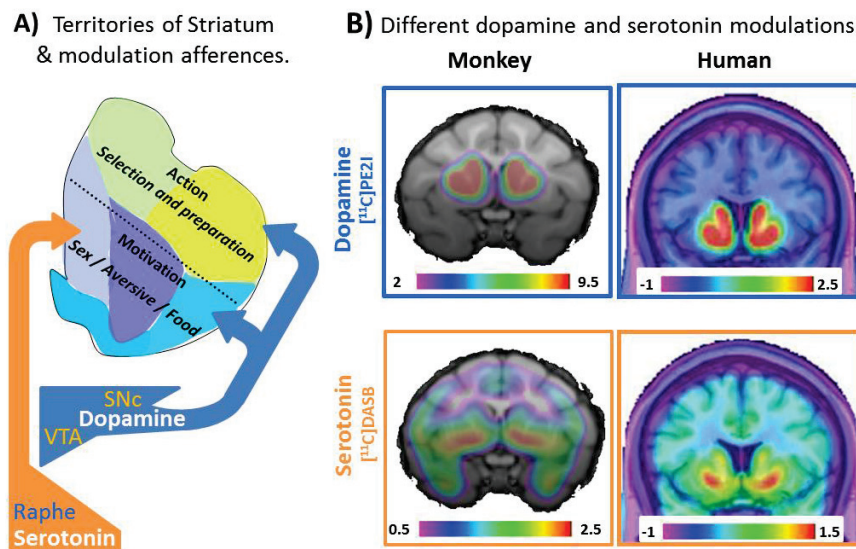 A) Territories of Striatum
& modulation afferences.
Action
Selection and preparation
Motivation
Sex / Aversive / Food
SNc
Dopamine
VTA
Raphe
Serotonin
B) Different dopamine and serotonin modulations
Monkey
Human
Dopamine
[¹¹C]PE2I
2
9.5
-1
2.5
Serotonin
[¹¹C]DASB
0.5
2.5
-1
1.5